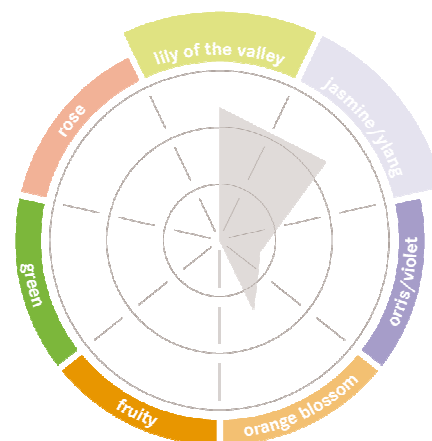 lily of the valley
jasmine/ylang
orris/violet
orange blossom
fruity
green
rose